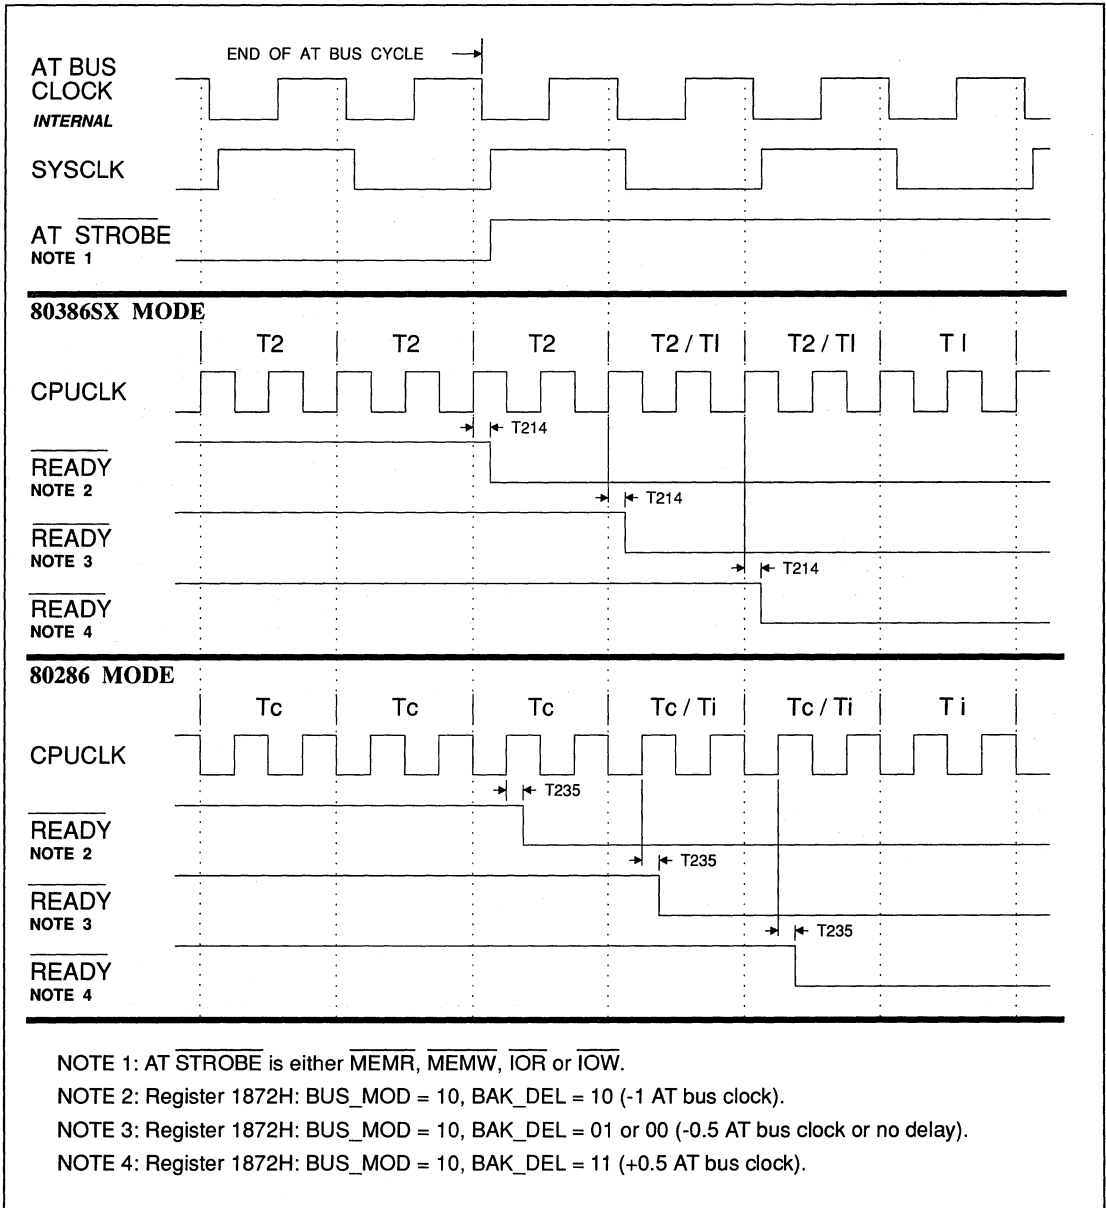 END OF AT BUS CYCLE
AT BUS
CLOCK
INTERNAL
SYSCLK
AT STROBE
NOTE 1
80386SX MODE
T2 T2 T2 T2 / TI T2 / TI T I
CPUCLK
T214
READY
NOTE 2
T214
READY
NOTE 3
T214
READY
NOTE 4
80286 MODE
Tc Tc Tc Tc / Ti Tc / Ti T i
CPUCLK
T235
READY
NOTE 2
T235
READY
NOTE 3
T235
READY
NOTE 4
NOTE 1: AT STROBE is either MEMR, MEMW, IOR or IOW.
NOTE 2: Register 1872H: BUS_MOD = 10, BAK_DEL = 10 (-1 AT bus clock).
NOTE 3: Register 1872H: BUS_MOD = 10, BAK_DEL = 01 or 00 (-0.5 AT bus clock or no delay).
NOTE 4: Register 1872H: BUS_MOD = 10, BAK_DEL = 11 (+0.5 AT bus clock).